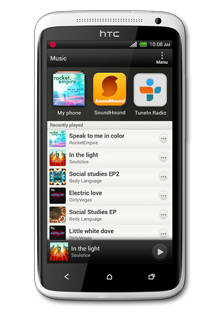 hTC
10:08 AM
Music
Menu
rocket
empire
My phone
SoundHound
TuneIn Radio
Recently played
Speak to me in color
RocketEmpire
In the light
Soulstice
Social studies EP2
Body Language
Electric love
DirtyVegas
Social Studies EP
Body Language
Little white dove
In the light
Soulstice